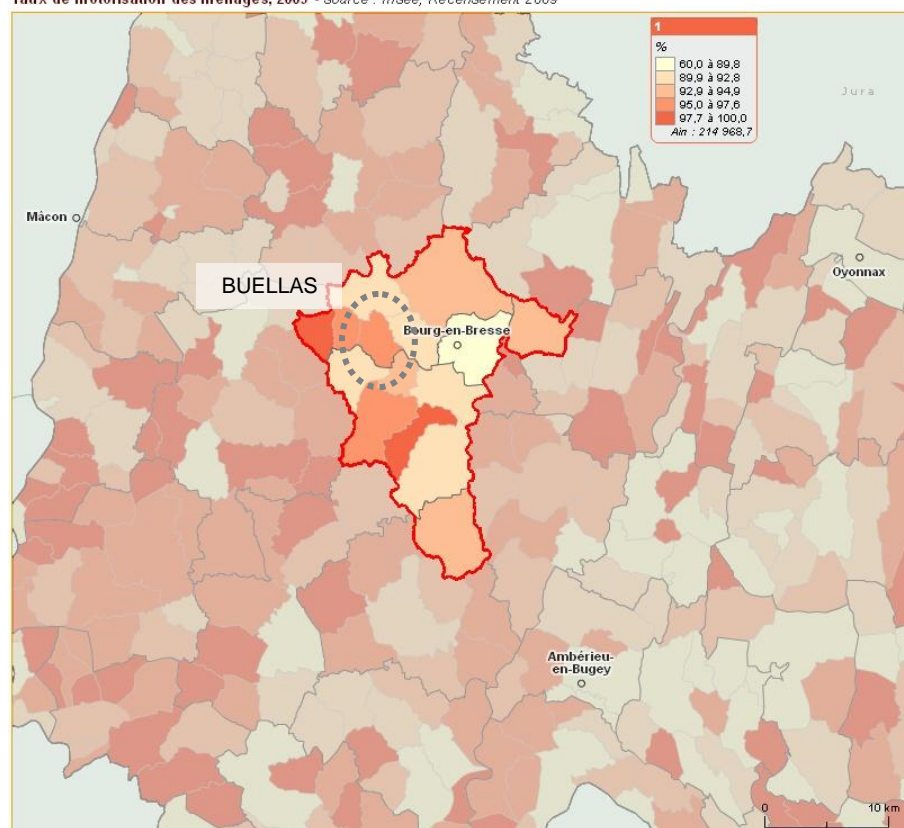 Taux de motorisation des ménages, 2009 - Source : Insee, Recensement 2009
1
%
60,0 à 89,8
89,9 à 92,8
92,9 à 94,9
95,0 à 97,6
97,7 à 100,0
Ain : 214 968,7
Jura
Mâcon
Oyonnax
BUELLAS
Bourg-en-Bresse
Ambérieu-
en-Bugey
0 10 km